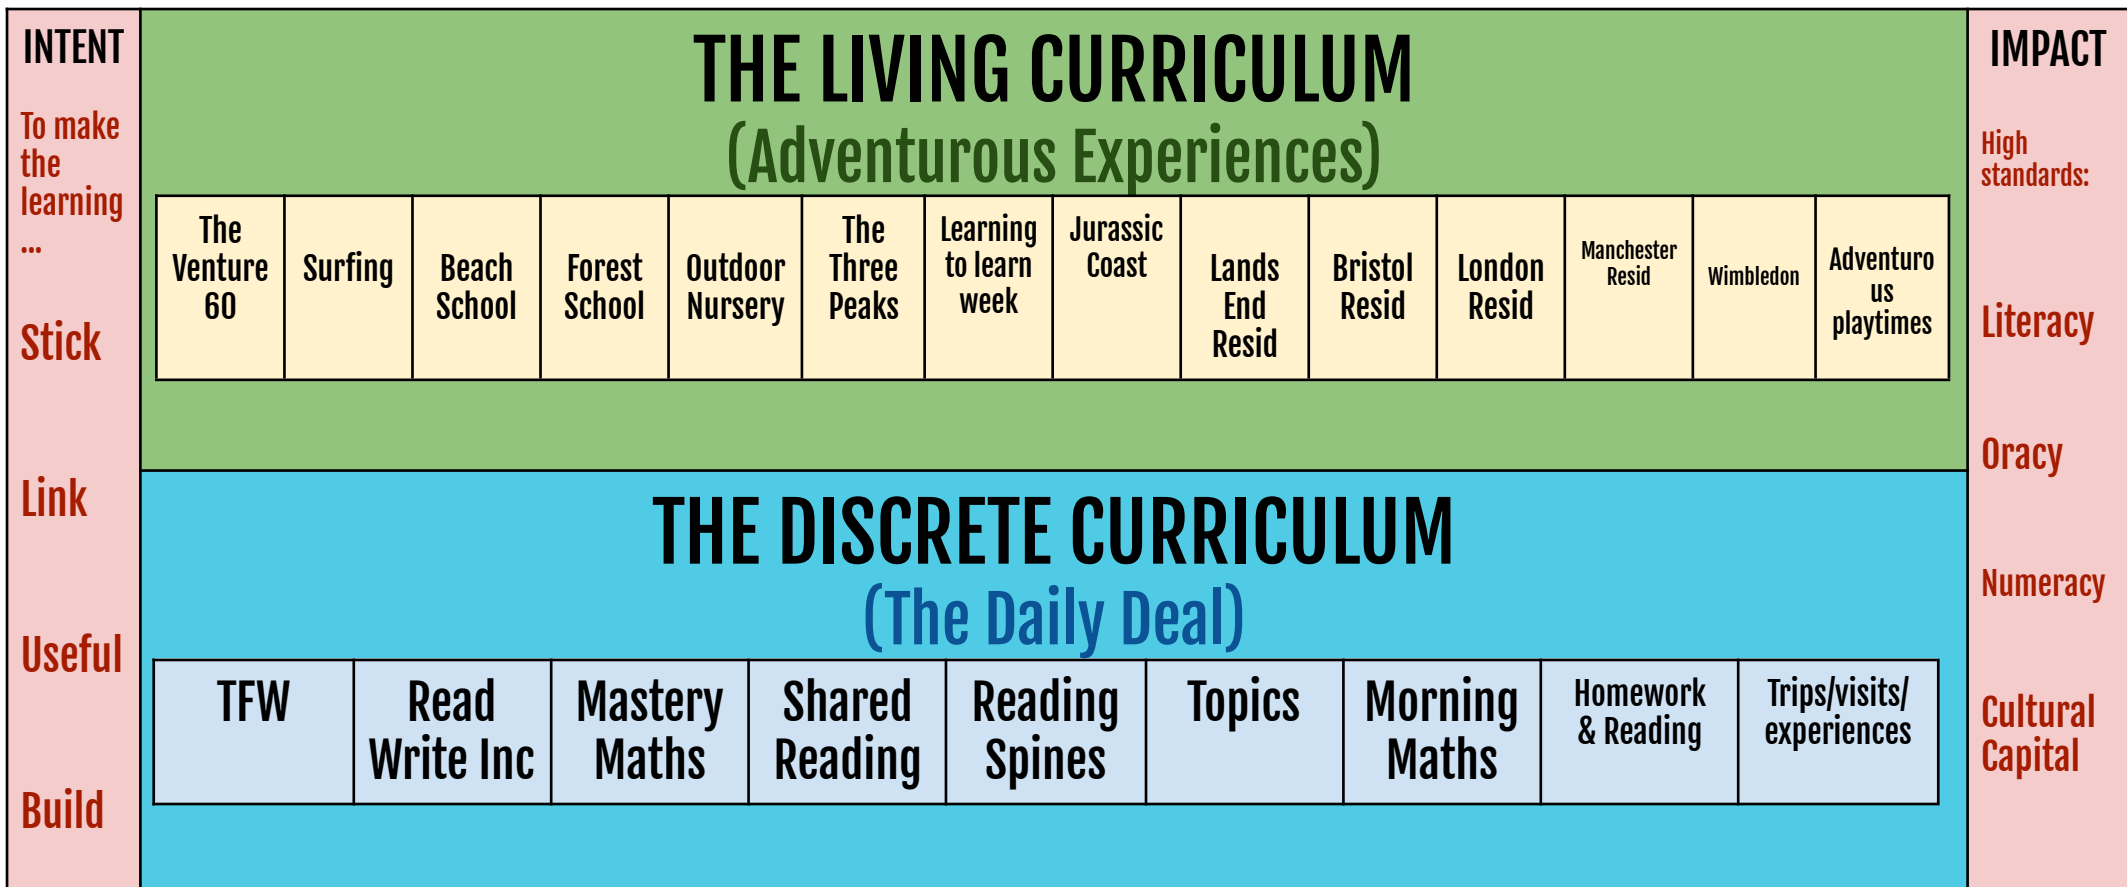 INTENT
To make
the
learning
...
Stick
Link
Useful
Build
THE LIVING CURRICULUM
(Adventurous Experiences)
The
Venture
60
Surfing
Beach
School
Forest
School
Outdoor
Nursery
The
Three
Peaks
Learning
to learn
week
Jurassic
Coast
Lands
End
Resid
Bristol
Resid
London
Resid
Manchester
Resid
Wimbledon
Adventuro
us
playtimes
THE DISCRETE CURRICULUM
(The Daily Deal)
TFW
Read
Write Inc
Mastery
Maths
Shared
Reading
Reading
Spines
Topics
Morning
Maths
Homework
& Reading
Trips/visits/
experiences
IMPACT
High
standards:
Literacy
Oracy
Numeracy
Cultural
Capital